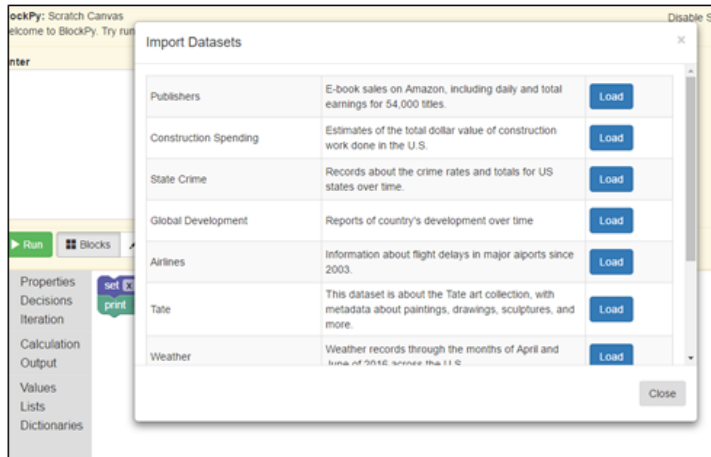 ockPy: Scratch Canvas
elcome to BlockPy. Try run
Disable S
nter
Import Datasets
×
Publishers
E-book sales on Amazon, including daily and total
earnings for 54,000 titles.
Load
Construction Spending
Estimates of the total dollar value of construction
work done in the U.S.
Load
State Crime
Records about the crime rates and totals for US
states over time.
Load
Global Development
Reports of country's development over time
Load
Airlines
Information about flight delays in major aiports since
2003.
Load
Tate
This dataset is about the Tate art collection, with
metadata about paintings, drawings, sculptures, and
more.
Load
Weather
Weather records through the months of April and
June of 2016 across the U.S.
Load
Close
Run
Blocks
Properties
Decisions
Iteration
Calculation
Output
Values
Lists
Dictionaries
set x
print